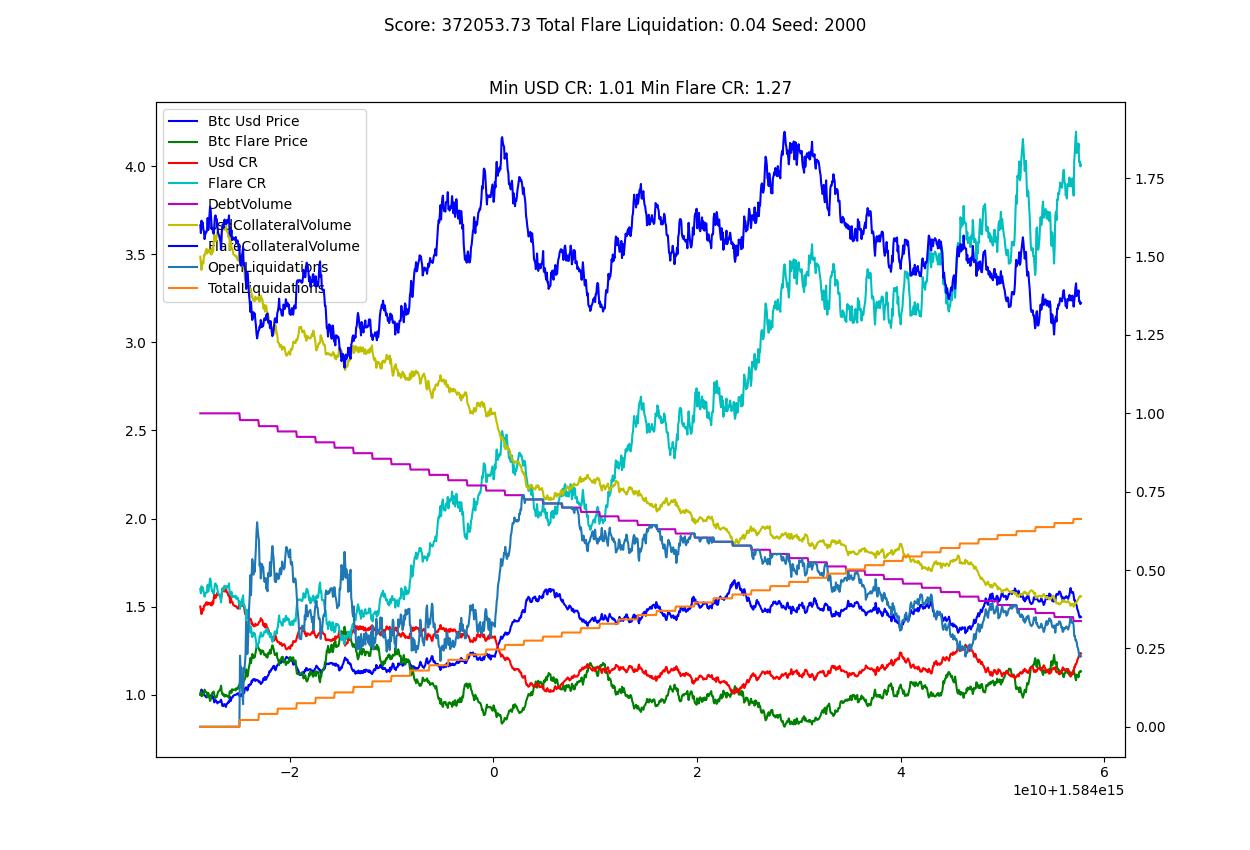 Score: 372053.73 Total Flare Liquidation: 0.04 Seed: 2000
Min USD CR: 1.01 Min Flare CR: 1.27
Btc Usd Price
Btc Flare Price
Usd CR
Flare CR
DebtVolume
UsdCollateralVolume
FlareCollateralVolume
OpenLiquidations
TotalLiquidations
4.0
3.5
3.0
2.5
2.0
1.5
1.0
1.75
1.50
1.25
1.00
0.75
0.50
0.25
0.00
−2
0
2
4
6
1e10+1.584e15